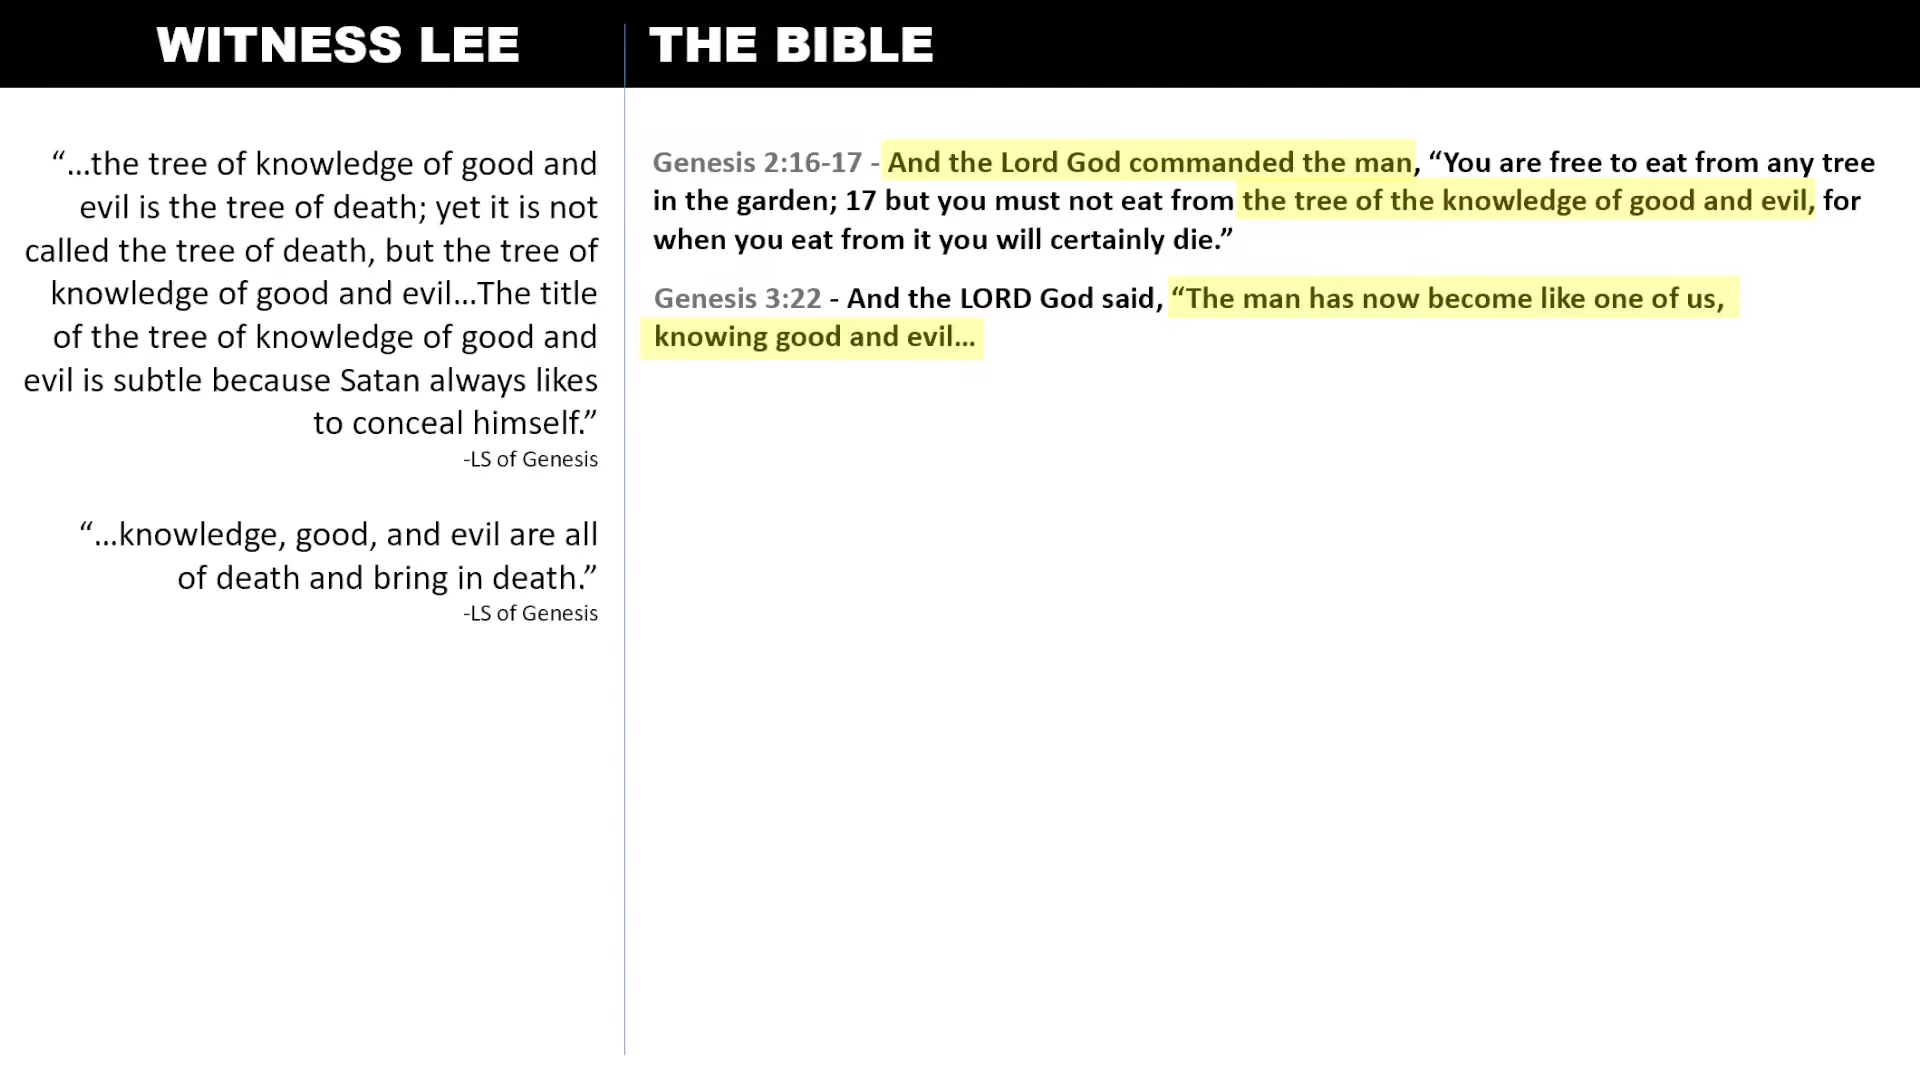 WITNESS LEE
THE BIBLE
“...the tree of knowledge of good and
evil is the tree of death; yet it is not
called the tree of death, but the tree of
knowledge of good and evil...The title
of the tree of knowledge of good and
evil is subtle because Satan always likes
to conceal himself.”
-LS of Genesis
“...knowledge, good, and evil are all
of death and bring in death.”
-LS of Genesis
Genesis 2:16-17 - And the Lord God commanded the man, “You are free to eat from any tree
in the garden; 17 but you must not eat from the tree of the knowledge of good and evil, for
when you eat from it you will certainly die.”
Genesis 3:22 - And the LORD God said, “The man has now become like one of us,
knowing good and evil...